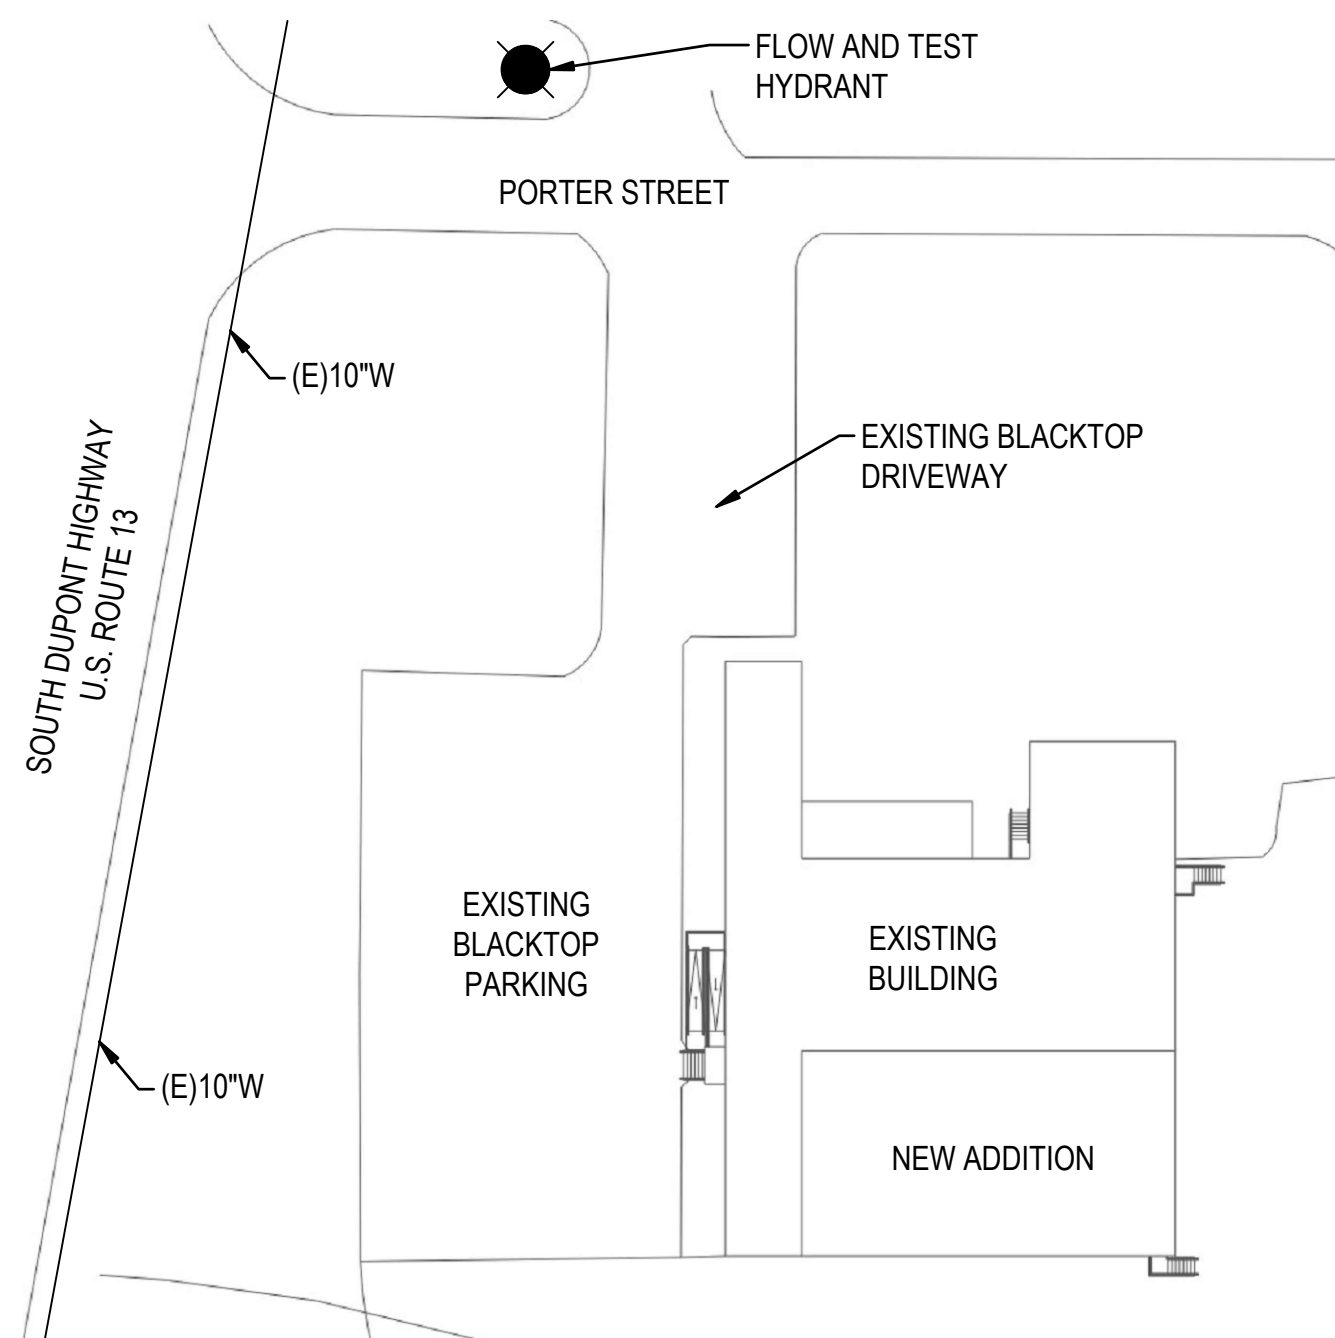 FLOW AND TEST
HYDRANT
PORTER STREET
(E)10"W
EXISTING BLACKTOP
DRIVEWAY
SOUTH DUPONT HIGHWAY
U.S. ROUTE 13
EXISTING
BLACKTOP
PARKING
EXISTING
BUILDING
(E)10"W
NEW ADDITION